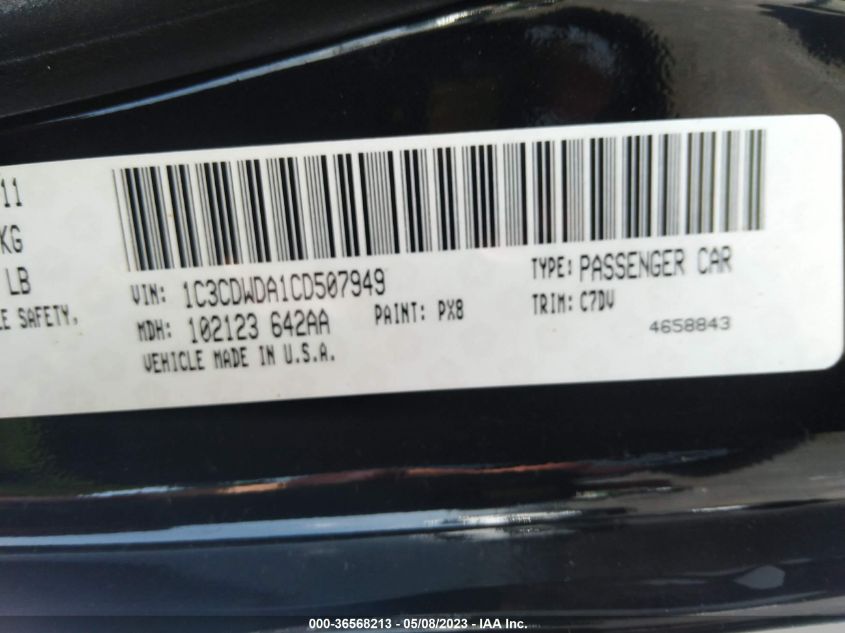 11
KG
LB
E SAFETY,
VIN: 1C3CDWDA1CD507949
TYPE: PASSENGER CAR
MDH: 102123 642AA
PAINT: PX8
TRIM: C7DV
VEHICLE MADE IN U.S.A.
4658843
000-36568213 - 05/08/2023 - IAA Inc.